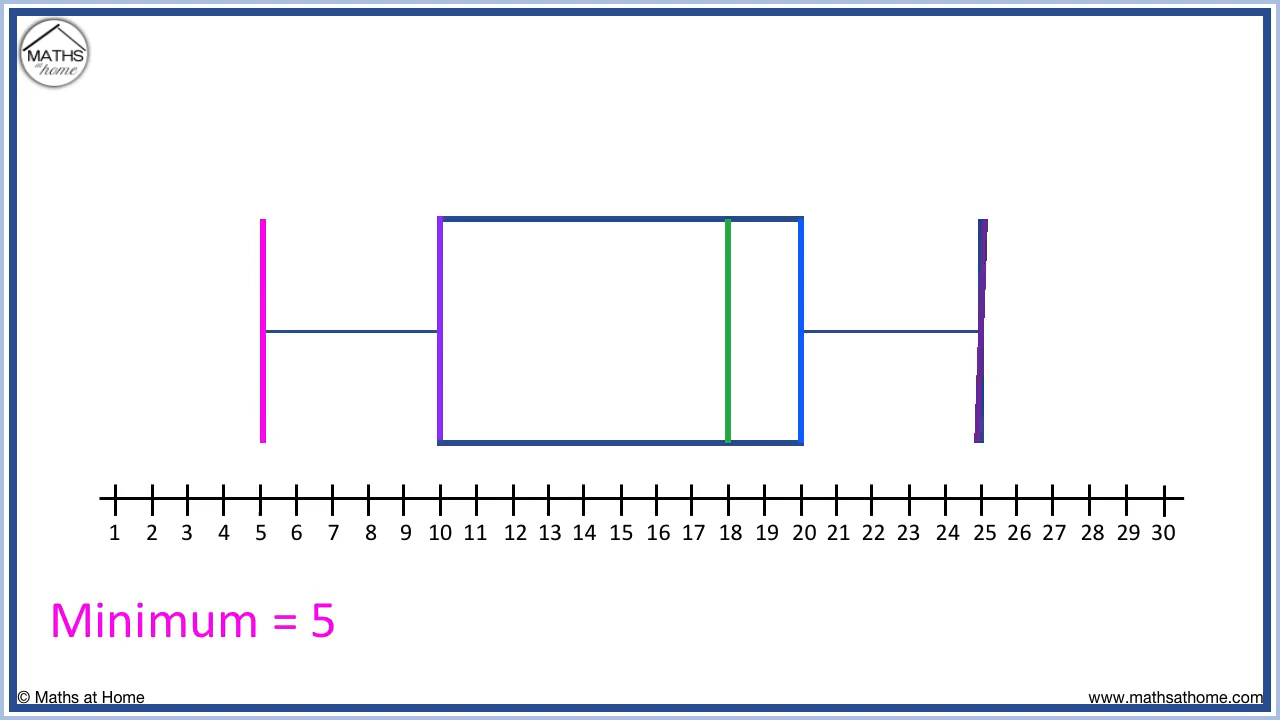 MATHS
at home
1 2 3 4 5 6 7 8 9 10 11 12 13 14 15 16 17 18 19 20 21 22 23 24 25 26 27 28 29 30
Minimum = 5
© Maths at Home
www.mathsathome.com